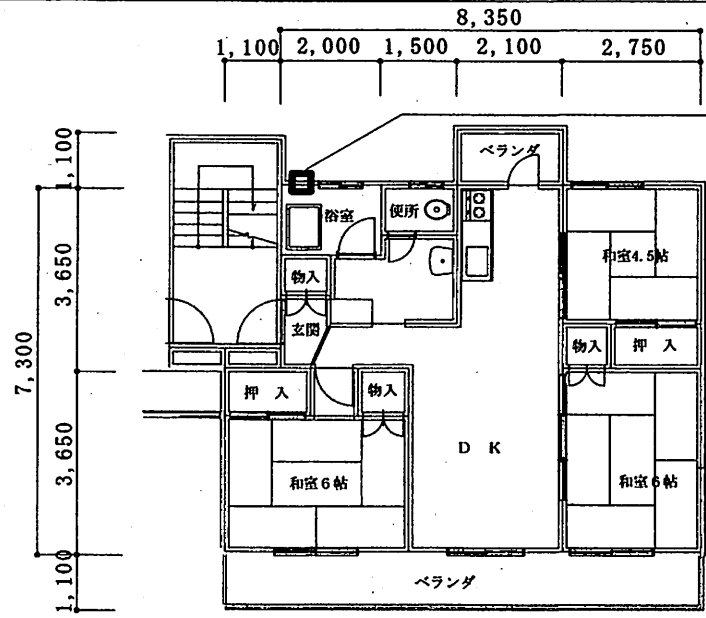 8,350
1,100 2,000 1,500 2,100 2,750
1,100
3,650
7,300
3,650
1,100
ベランダ
浴室
便所
和室4.5帖
物入
玄関
物入
押入
押入
物入
DK
和室6帖
和室6帖
ベランダ